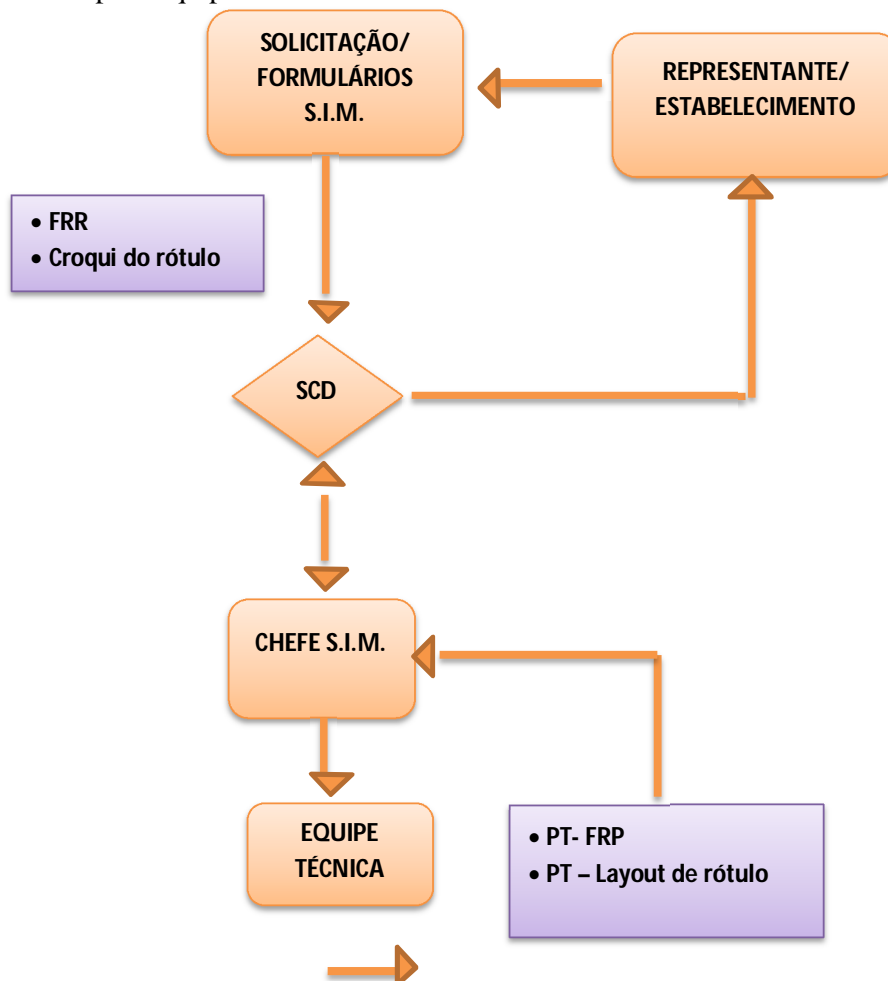 SOLICITAÇÃO/
FORMULÁRIOS
S.I.M.
REPRESENTANTE/
ESTABELECIMENTO
• FRR
• Croqui do rótulo
SCD
CHEFE S.I.M.
EQUIPE
TÉCNICA
• PT- FRP
• PT – Layout de rótulo